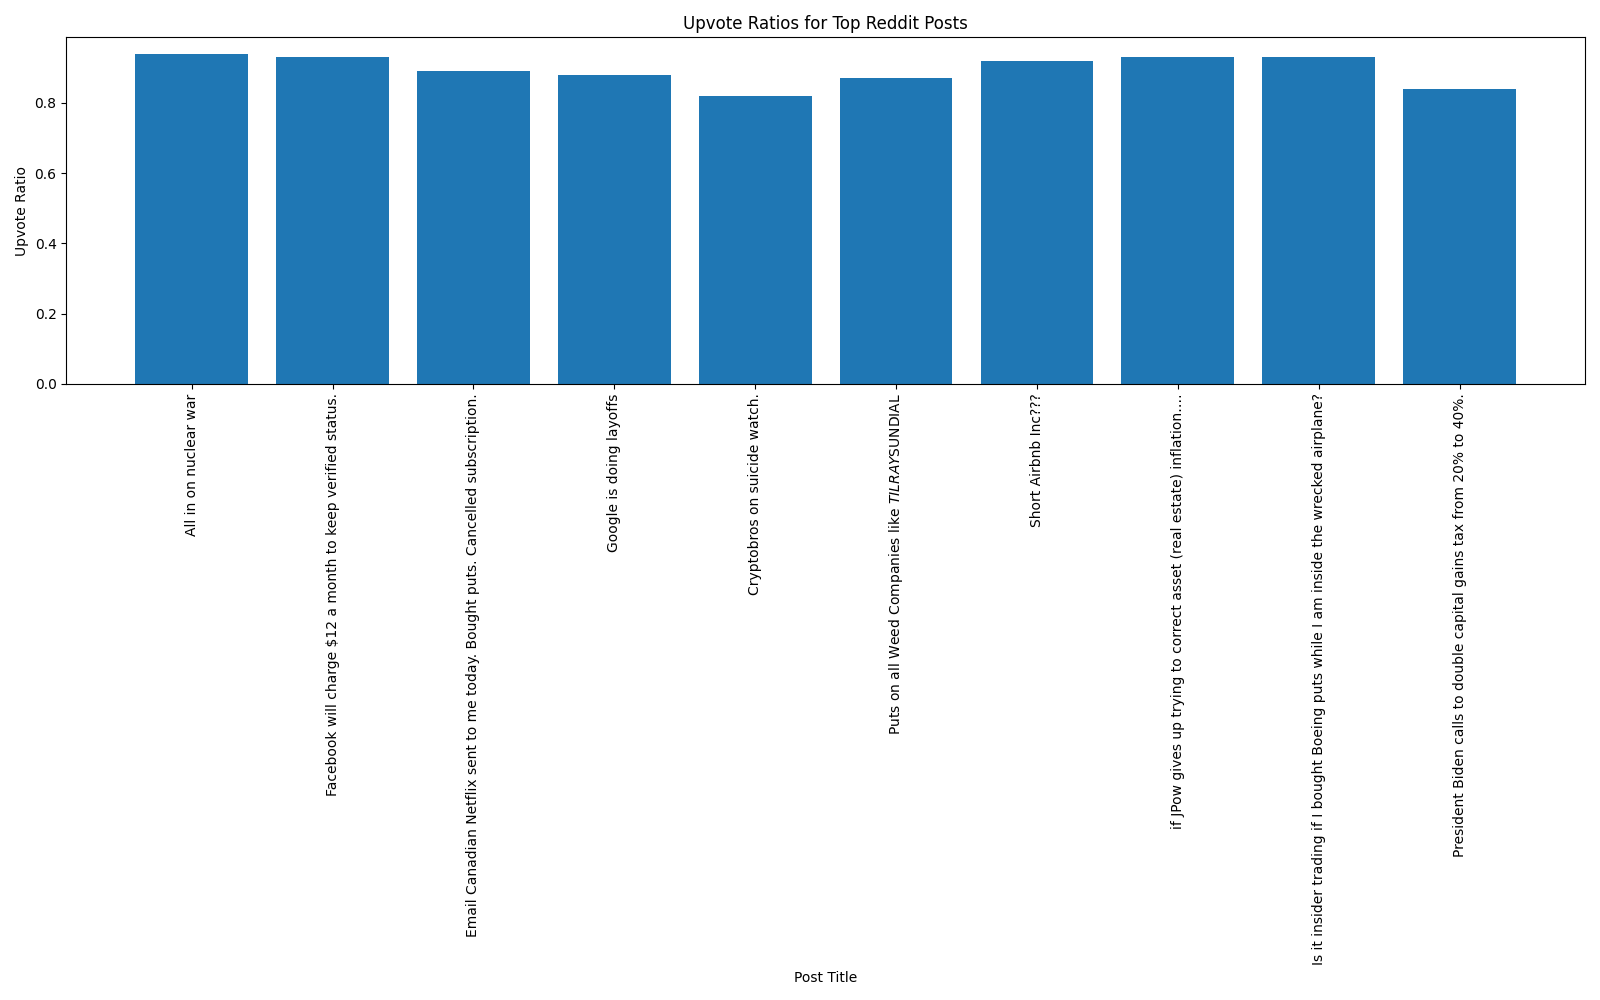 Upvote Ratios for Top Reddit Posts
Upvote Ratio
0.8
0.6
0.4
0.2
0.0
All in on nuclear war
Facebook will charge $12 a month to keep verified status.
Email Canadian Netflix sent to me today. Bought puts. Cancelled subscription.
Google is doing layoffs
Cryptobros on suicide watch.
Puts on all Weed Companies like TILRAYSUNDIAL
Short Airbnb Inc???
if JPow gives up trying to correct asset (real estate) inflation....
Is it insider trading if I bought Boeing puts while I am inside the wrecked airplane?
President Biden calls to double capital gains tax from 20% to 40%.
Post Title